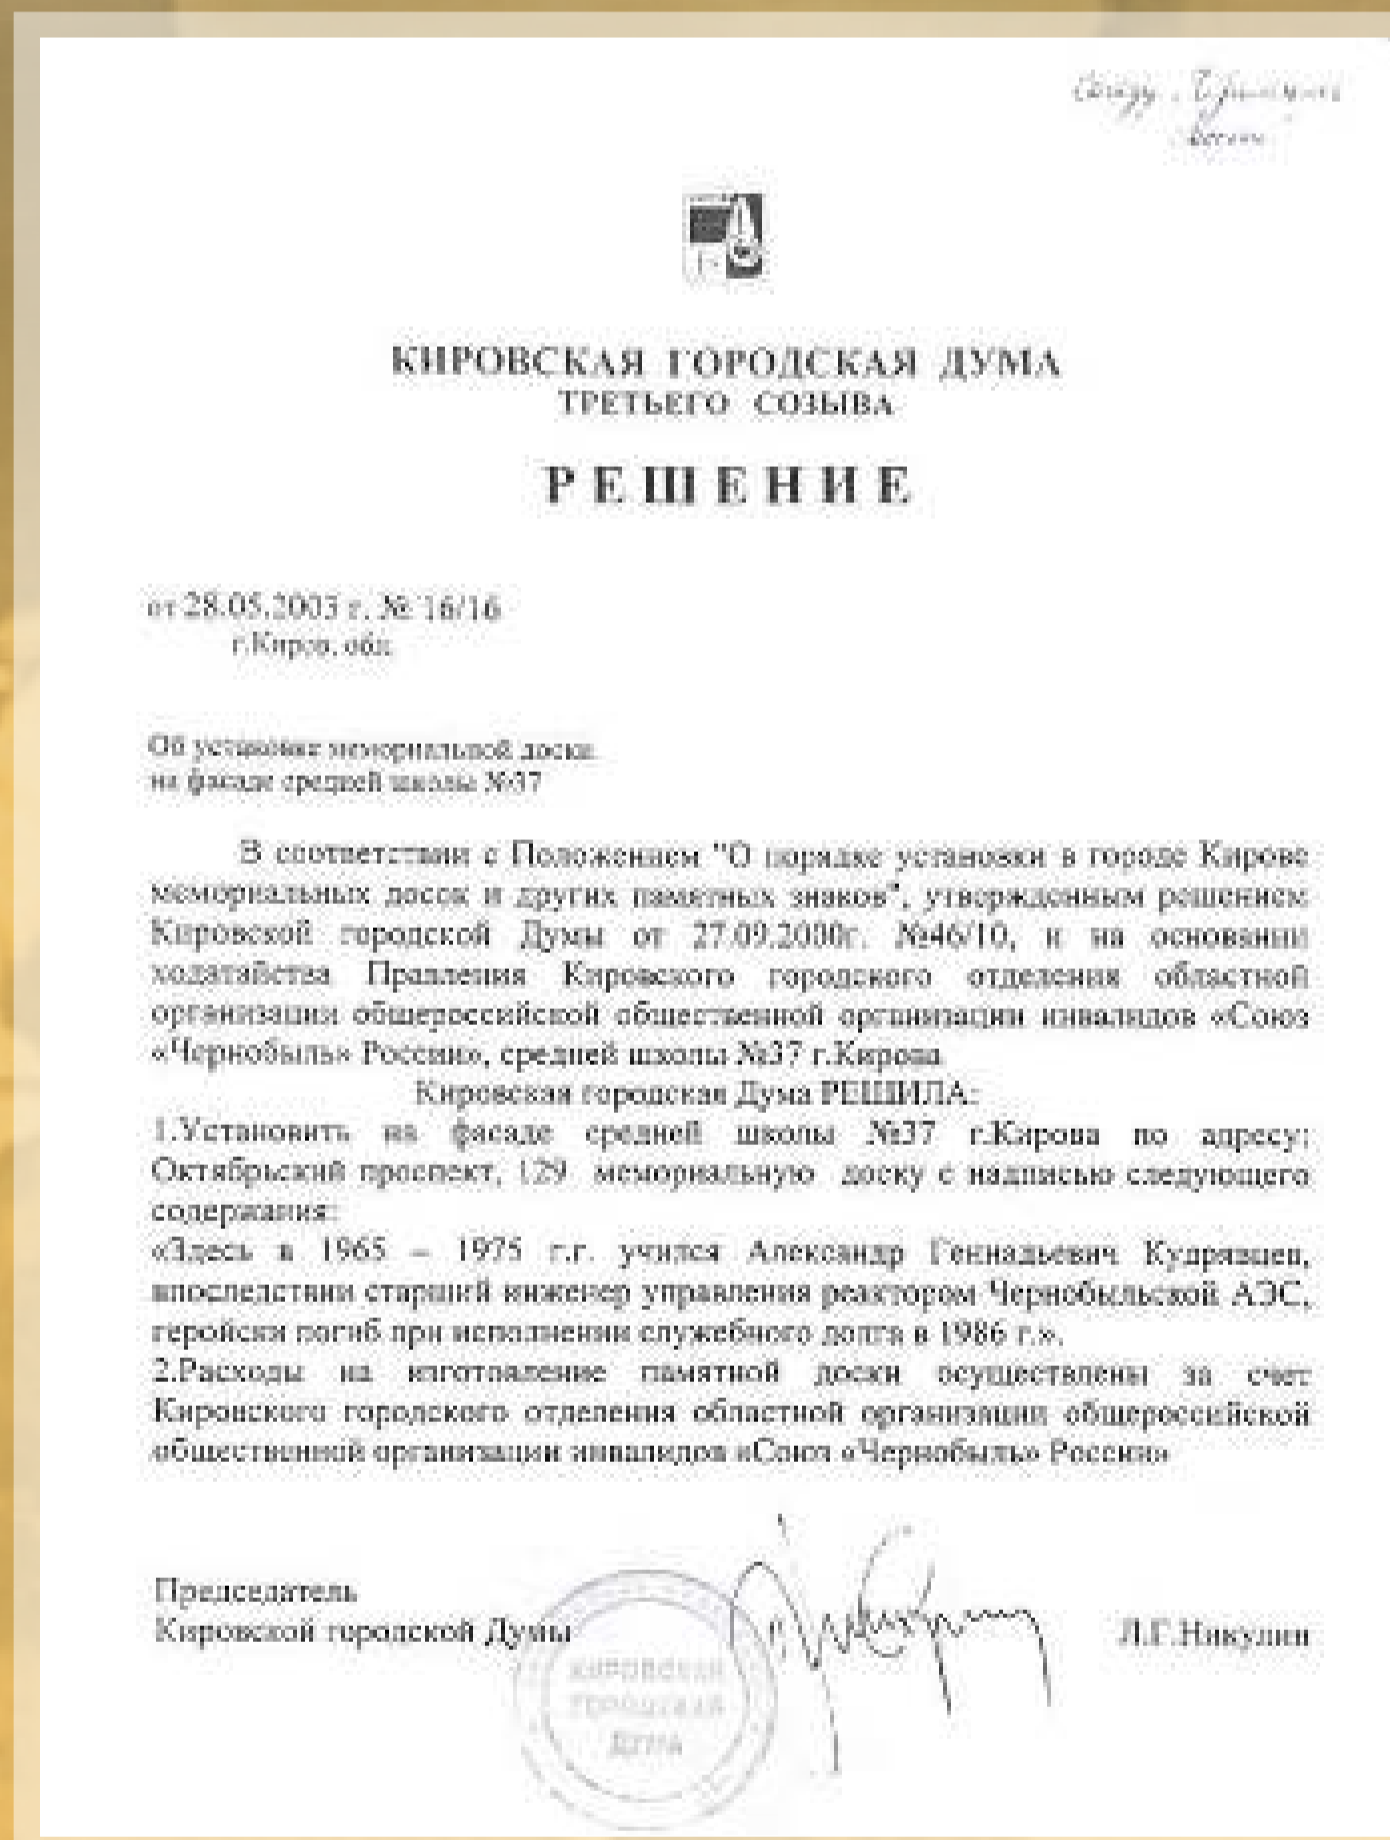 КИРОВСКАЯ ГОРОДСКАЯ ДУМА
ТРЕТЬЕГО СОЗЫВА
РЕШЕНИЕ
от 28.05.2003 г. № 16/16
г.Киров, обл.
Об установке мемориальной доски
на фасаде средней школы №37
В соответствии с Положением "О порядке установки в городе Кирове
мемориальных досок и других памятных знаков", утвержденным решением
Кировской городской Думы от 27.09.2000г. №46/10, и на основании
ходатайства Правления Кировского городского отделения областной
организации общероссийской общественной организации инвалидов «Союз
«Чернобыль» России», средней школы №37 г.Кирова
Кировская городская Дума РЕШИЛА:
1.Установить на фасаде средней школы №37 г.Кирова по адресу:
Октябрьский проспект, 129 мемориальную доску с надписью следующего
содержания:
«Здесь в 1965 – 1975 г.г. учился Александр Геннадьевич Кудрявцев,
впоследствии старший инженер управления реактором Чернобыльской АЭС,
геройски погиб при исполнении служебного долга в 1986 г.».
2.Расходы на изготовление памятной доски осуществлены за счет
Кировского городского отделения областной организации общероссийской
общественной организации инвалидов «Союз «Чернобыль» России»
Председатель
Кировской городской Думы
Л.Г.Никулин
КИРОВСКАЯ
ГОРОДСКАЯ
ДУМА